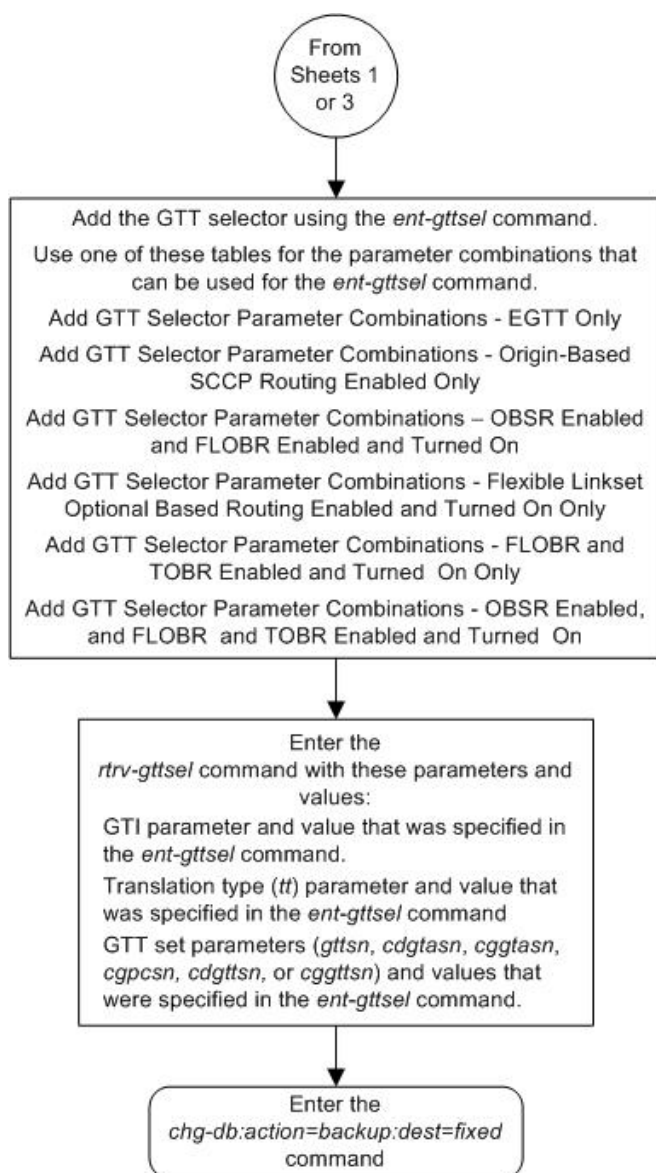 From
Sheets 1
or 3
Add the GTT selector using the ent-gttsel command.
Use one of these tables for the parameter combinations that
can be used for the ent-gttsel command.
Add GTT Selector Parameter Combinations - EGTT Only
Add GTT Selector Parameter Combinations - Origin-Based
SCCP Routing Enabled Only
Add GTT Selector Parameter Combinations – OBSR Enabled
and FLOBR Enabled and Turned On
Add GTT Selector Parameter Combinations - Flexible Linkset
Optional Based Routing Enabled and Turned On Only
Add GTT Selector Parameter Combinations - FLOBR and
TOBR Enabled and Turned On Only
Add GTT Selector Parameter Combinations - OBSR Enabled,
and FLOBR and TOBR Enabled and Turned On
Enter the
rtrv-gttsel command with these parameters and
values:
GTI parameter and value that was specified in
the ent-gttsel command.
Translation type (tt) parameter and value that
was specified in the ent-gttsel command
GTT set parameters (gttsn, cdgtasn, cggtasn,
cgpcsn, cdgttsn, or cggttsn) and values that
were specified in the ent-gttsel command.
Enter the
chg-db:action=backup:dest=fixed
command